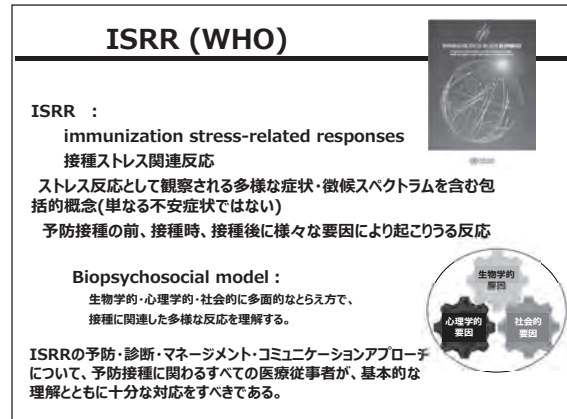 ISRR (WHO)
ISRR ：
immunization stress-related responses
接種ストレス関連反応
ストレス反応として観察される多様な症状・徴候スペクトラムを含む包
括的概念(単なる不安症状ではない)
予防接種の前、接種時、接種後に様々な要因により起こりうる反応
Biopsychosocial model：
生物学的・心理学的・社会的に多面的なとらえ方で、
接種に関連した多様な反応を理解する。
生物学的
要因
心理学的
要因
社会的
要因
ISRRの予防・診断・マネージメント・コミュニケーションアプローチ
について、予防接種に関わるすべての医療従事者が、基本的な
理解とともに十分な対応をすべきである。